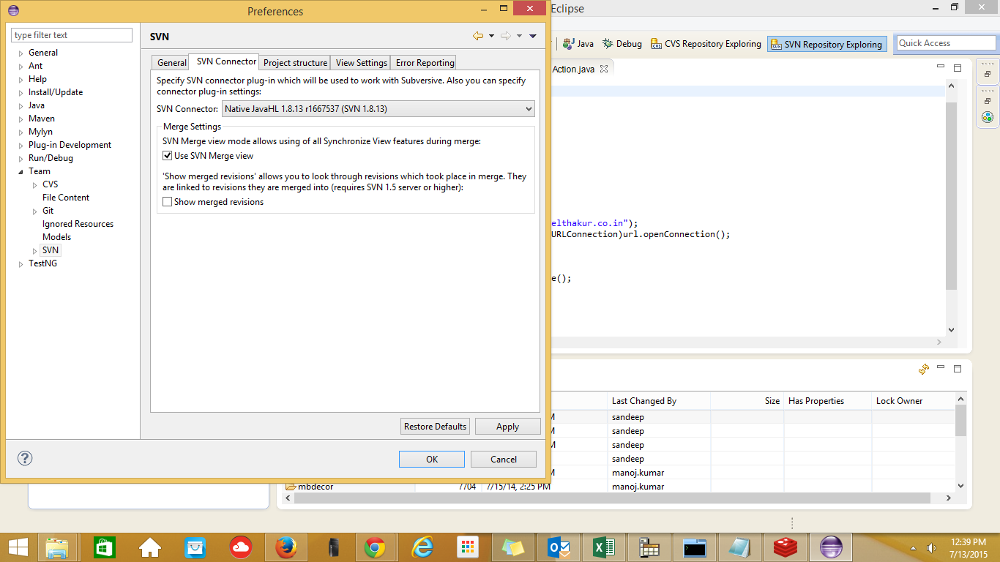 Preferences
type filter text
General
Ant
Help
Install/Update
Java
Maven
Mylyn
Plug-in Development
Run/Debug
Team
CVS
File Content
Git
Ignored Resources
Models
SVN
TestNG
SVN
General
SVN Connector
Project structure
View Settings
Error Reporting
Specify SVN connector plug-in which will be used to work with Subversive. Also you can specify
connector plug-in settings:
SVN Connector: Native JavaHL 1.8.13 r1667537 (SVN 1.8.13)
Merge Settings
SVN Merge view mode allows using of all Synchronize View features during merge:
Use SVN Merge view
'Show merged revisions' allows you to look through revisions which took place in merge. They
are linked to revisions they are merged into (requires SVN 1.5 server or higher):
Show merged revisions
Restore Defaults
Apply
OK
Cancel
Eclipse
Java
Debug
CVS Repository Exploring
SVN Repository Exploring
Quick Access
Action.java
elthakur.co.in");
URLConnection)url.openConnection();
e();
Last Changed By Size Has Properties Lock Owner
M sandeep
M sandeep
M sandeep
sandeep
M manoj.kumar
mbdecor 7704 7/15/14, 2:25 PM manoj.kumar
12:39 PM
7/13/2015